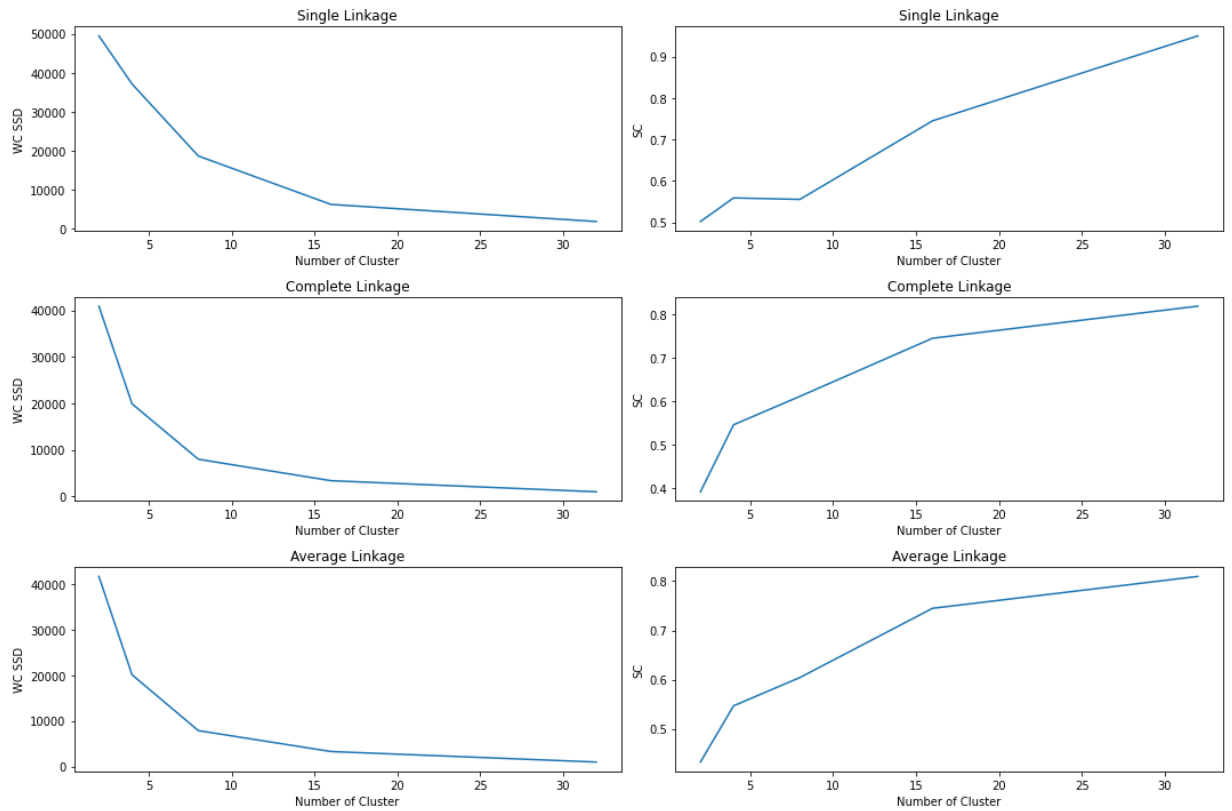 Single Linkage
50000
40000
30000
20000
10000
0
WC SSD
5 10 15 20 25 30
Number of Cluster
Single Linkage
0.9
0.8
0.7
0.6
0.5
SC
5 10 15 20 25 30
Number of Cluster
Complete Linkage
40000
30000
20000
10000
0
WC SSD
5 10 15 20 25 30
Number of Cluster
Complete Linkage
0.8
0.7
0.6
0.5
0.4
SC
5 10 15 20 25 30
Number of Cluster
Average Linkage
40000
30000
20000
10000
0
WC SSD
5 10 15 20 25 30
Number of Cluster
Average Linkage
0.8
0.7
0.6
0.5
SC
5 10 15 20 25 30
Number of Cluster